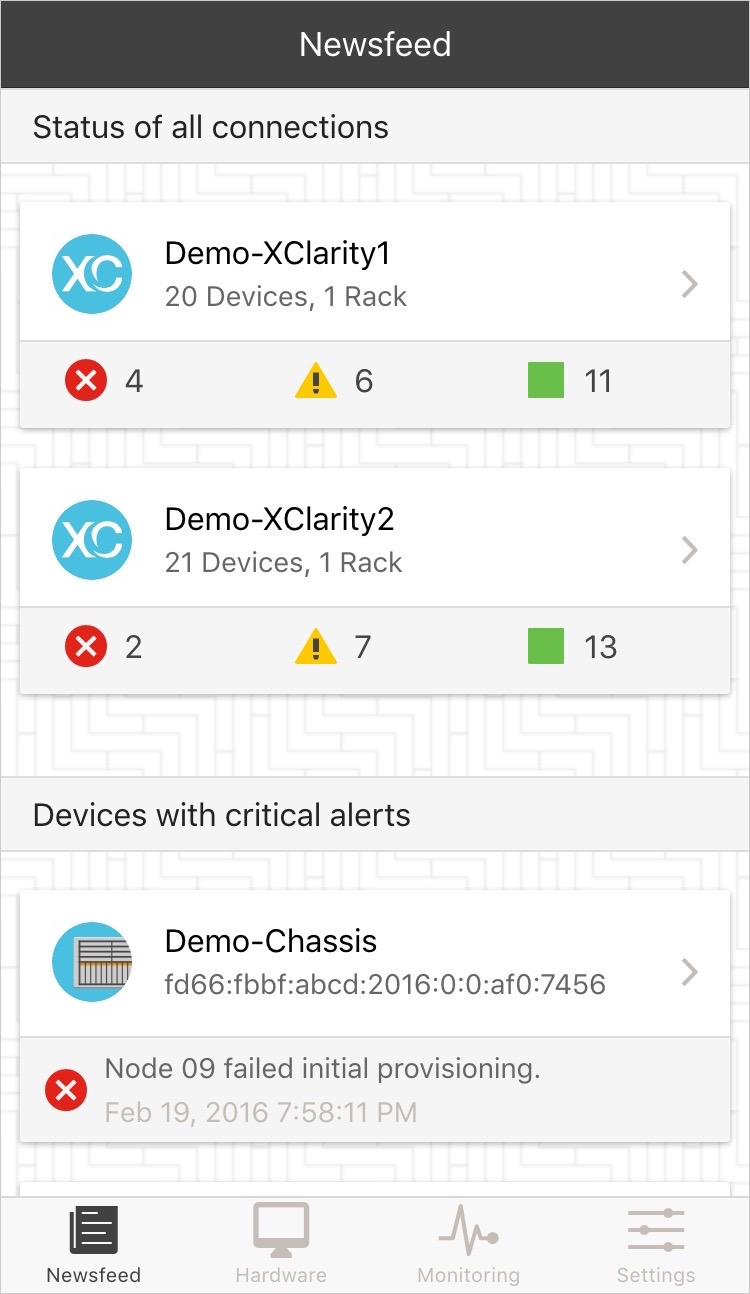 Newsfeed
Status of all connections
XC
Demo-XClarity1
20 Devices, 1 Rack
4
6
11
XC
Demo-XClarity2
21 Devices, 1 Rack
2
7
13
Devices with critical alerts
Demo-Chassis
fd66:fbbf:abcd:2016:0:0:af0:7456
Node 09 failed initial provisioning.
Feb 19, 2016 7:58:11 PM
Newsfeed
Hardware
Monitoring
Settings